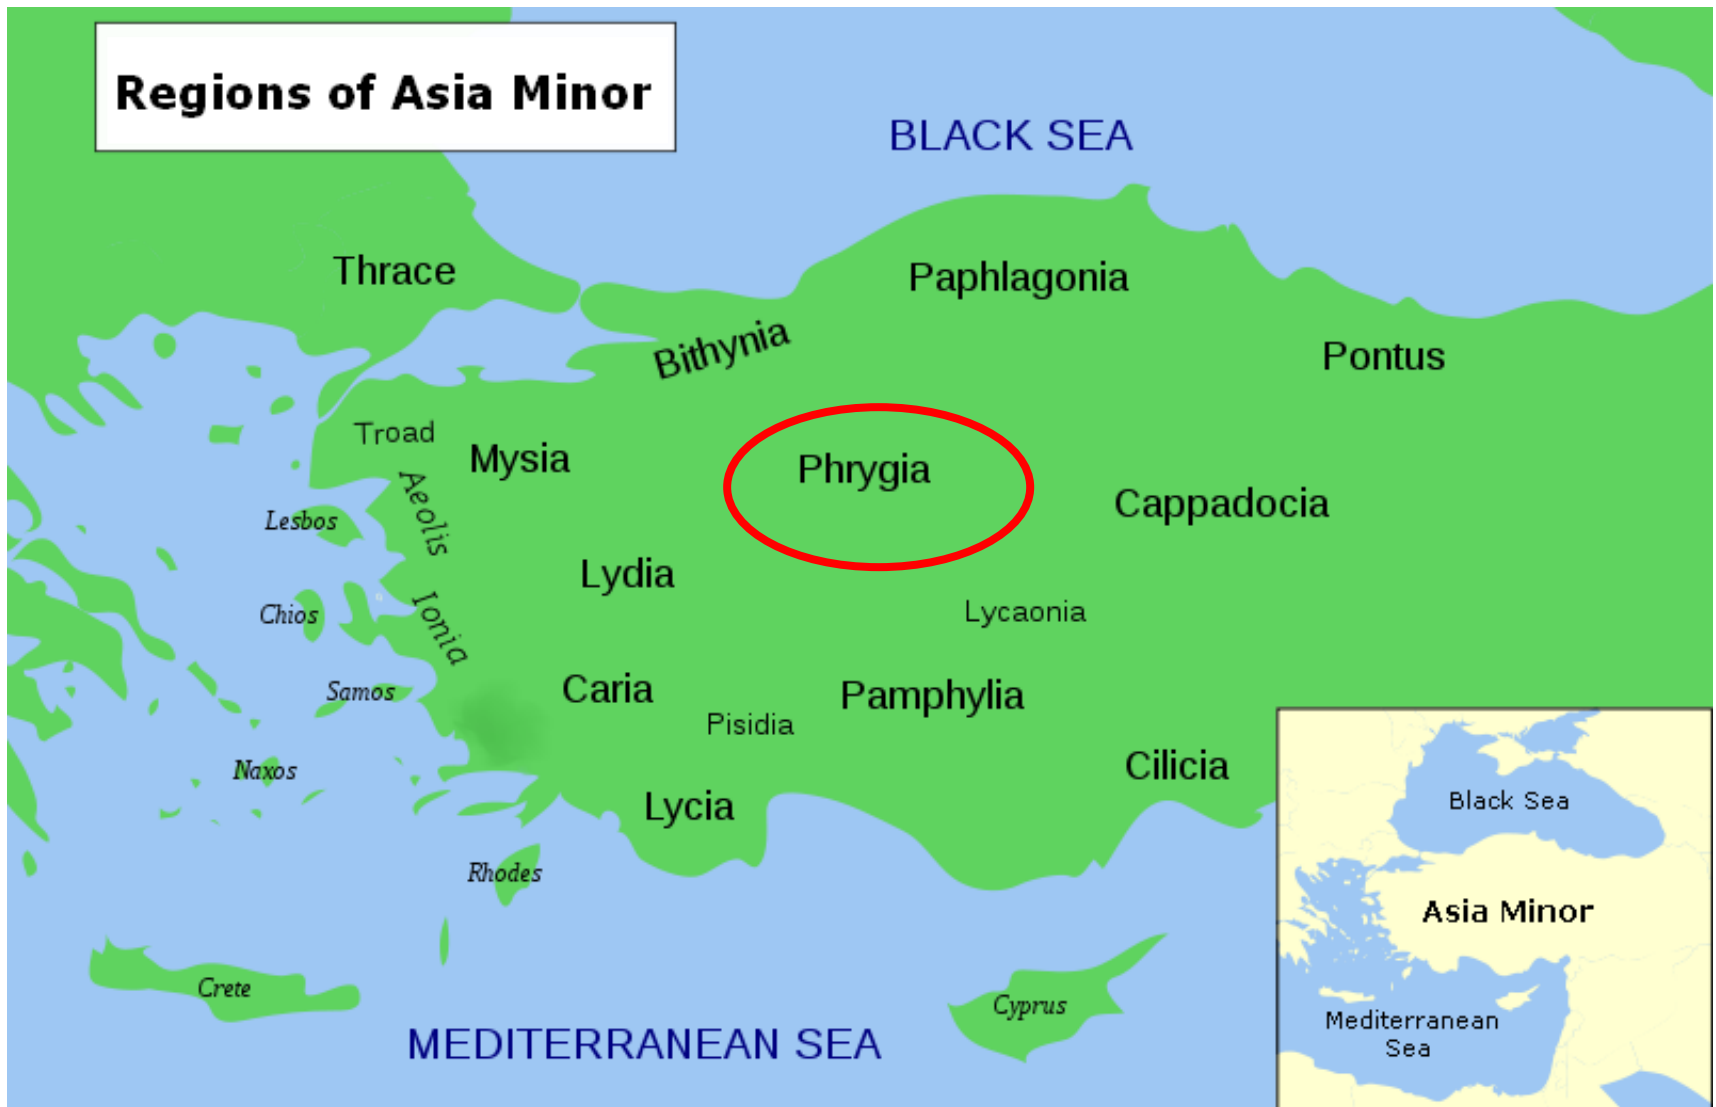 Regions of Asia Minor
BLACK SEA
Thrace
Paphlagonia
Bithynia
Pontus
Troad
Mysia
Phrygia
Aeolis
Cappadocia
Lesbos
Lydia
Chios
Ionia
Lycaonia
Samos
Caria
Pamphylia
Pisidia
Naxos
Cilicia
Lycia
Rhodes
Crete
Cyprus
MEDITERRANEAN SEA
Black Sea
Asia Minor
Mediterranean
Sea